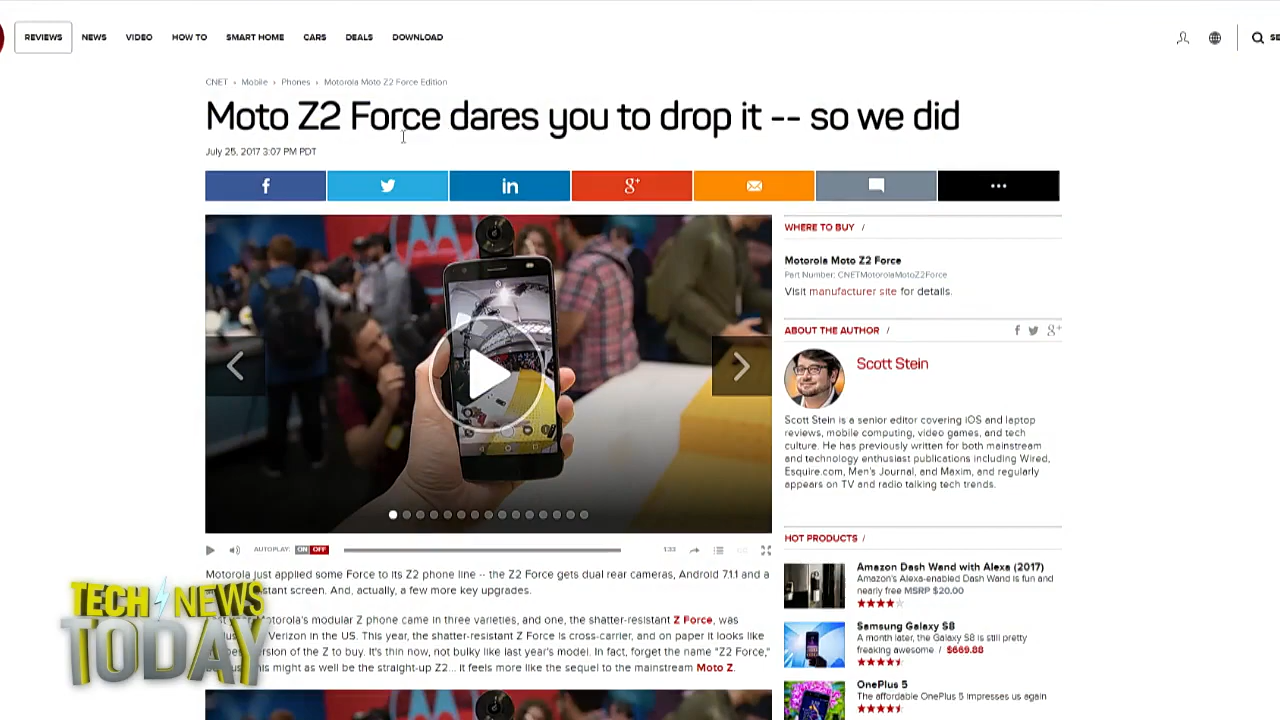 REVIEWS NEWS VIDEO HOW TO SMART HOME CARS DEALS DOWNLOAD
CNET › Mobile › Phones › Motorola Moto Z2 Force Edition
Moto Z2 Force dares you to drop it -- so we did
July 25, 2017 3:07 PM PDT
WHERE TO BUY /
Motorola Moto Z2 Force
Part Number: CNETMotorolaMotoZ2Force
Visit manufacturer site for details.
ABOUT THE AUTHOR /
Scott Stein
Scott Stein is a senior editor covering iOS and laptop
reviews, mobile computing, video games, and tech
culture. He has previously written for both mainstream
and technology enthusiast publications including Wired,
Esquire.com, Men's Journal, and Maxim, and regularly
appears on TV and radio talking tech trends.
AUTOPLAY: ON OFF
1:33
Motorola just applied some Force to its Z2 phone line -- the Z2 Force gets dual rear cameras, Android 7.1.1 and a
screen. And, actually, a few more key upgrades.
Motorola's modular Z phone came in three varieties, and one, the shatter-resistant Z Force, was
Verizon in the US. This year, the shatter-resistant Z Force is cross-carrier, and on paper it looks like
version of the Z to buy. It's thin now, not bulky like last year's model. In fact, forget the name "Z2 Force,"
might as well be the straight-up Z2... it feels more like the sequel to the mainstream Moto Z.
HOT PRODUCTS /
Amazon Dash Wand with Alexa (2017)
Amazon's Alexa-enabled Dash Wand is fun and
nearly free MSRP $20.00
Samsung Galaxy S8
A month later, the Galaxy S8 is still pretty
freaking awesome / $669.88
OnePlus 5
The affordable OnePlus 5 impresses us again
TECH NEWS
TODAY